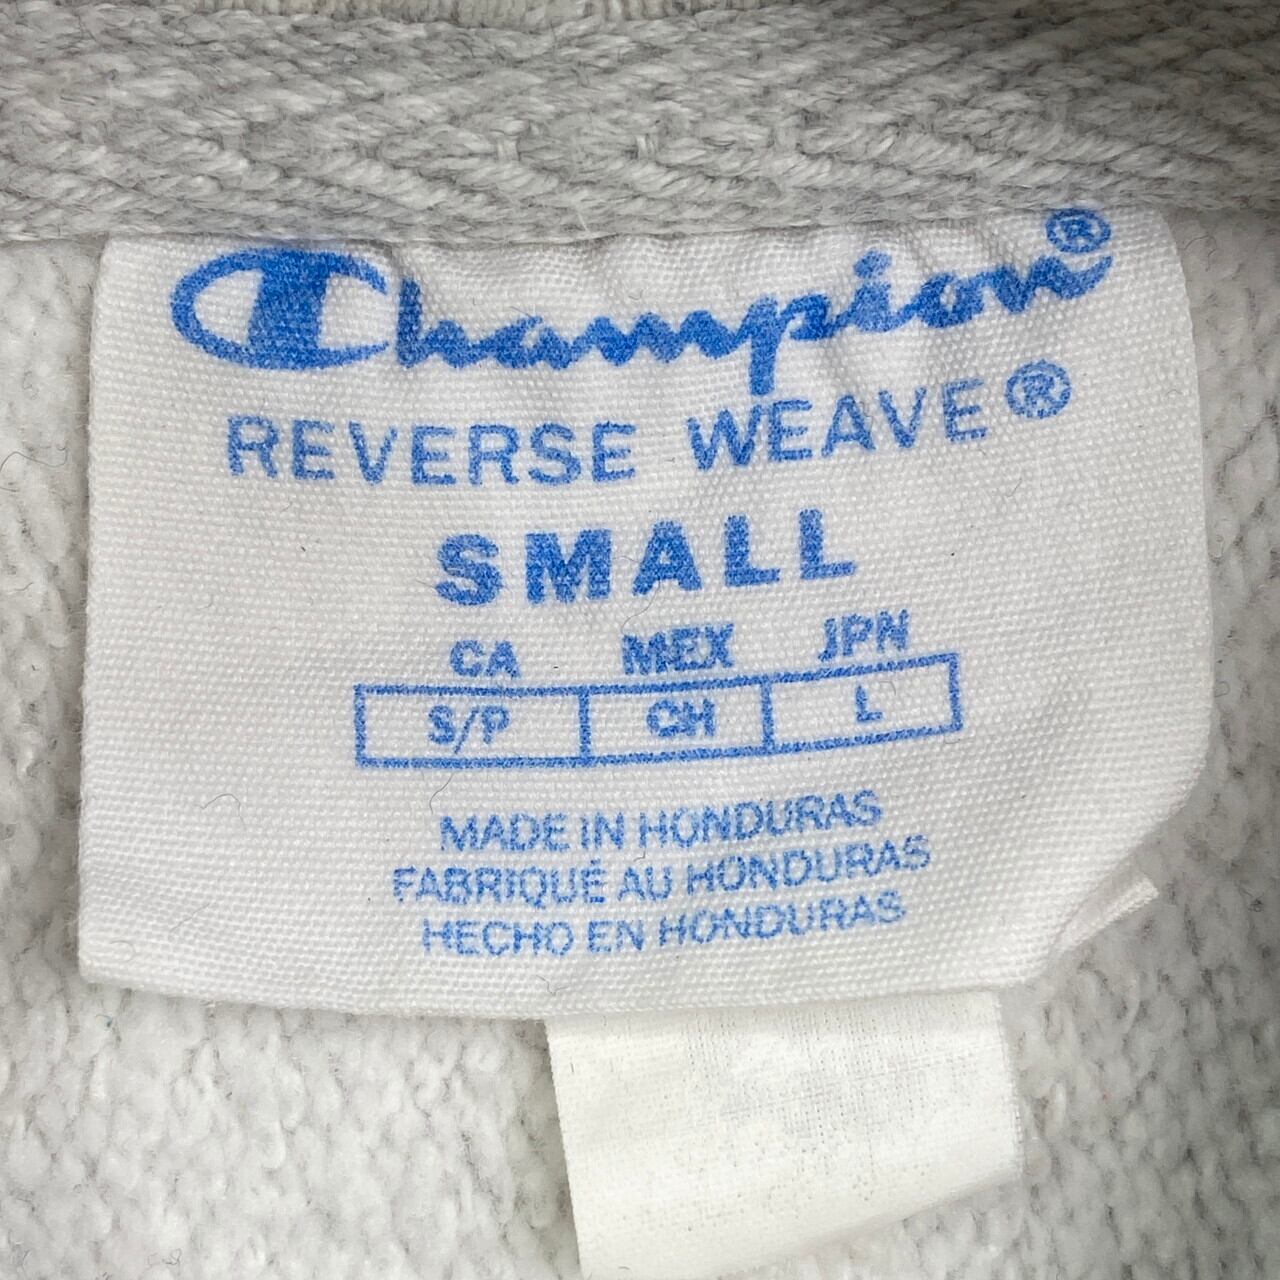 Champion®
REVERSE WEAVE®
SMALL
CA MEX JPN
S/P CH L
MADE IN HONDURAS
FABRIQUÉ AU HONDURAS
HECHO EN HONDURAS